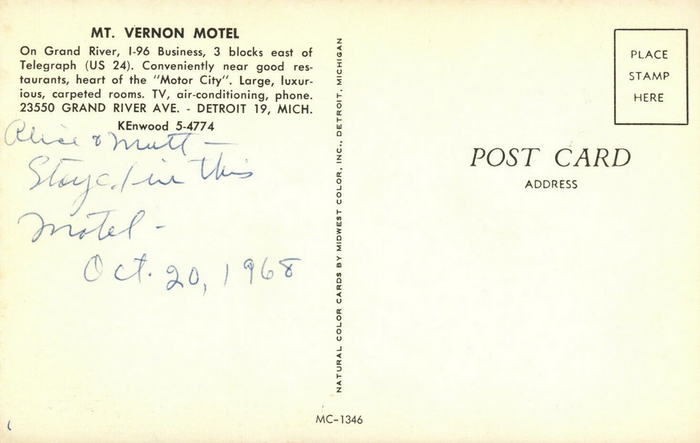 MT. VERNON MOTEL
On Grand River, I-96 Business, 3 blocks east of
Telegraph (US 24). Conveniently near good res-
taurants, heart of the "Motor City". Large, luxur-
ious, carpeted rooms. TV, air-conditioning, phone.
23550 GRAND RIVER AVE. - DETROIT 19, MICH.
KEnwood 5-4774
Alice & Mutt -
Stayed in this
Motel -
Oct. 20, 1968
NATURAL COLOR CARDS BY MIDWEST COLOR, INC., DETROIT, MICHIGAN
MC-1346
PLACE
STAMP
HERE
POST CARD
ADDRESS